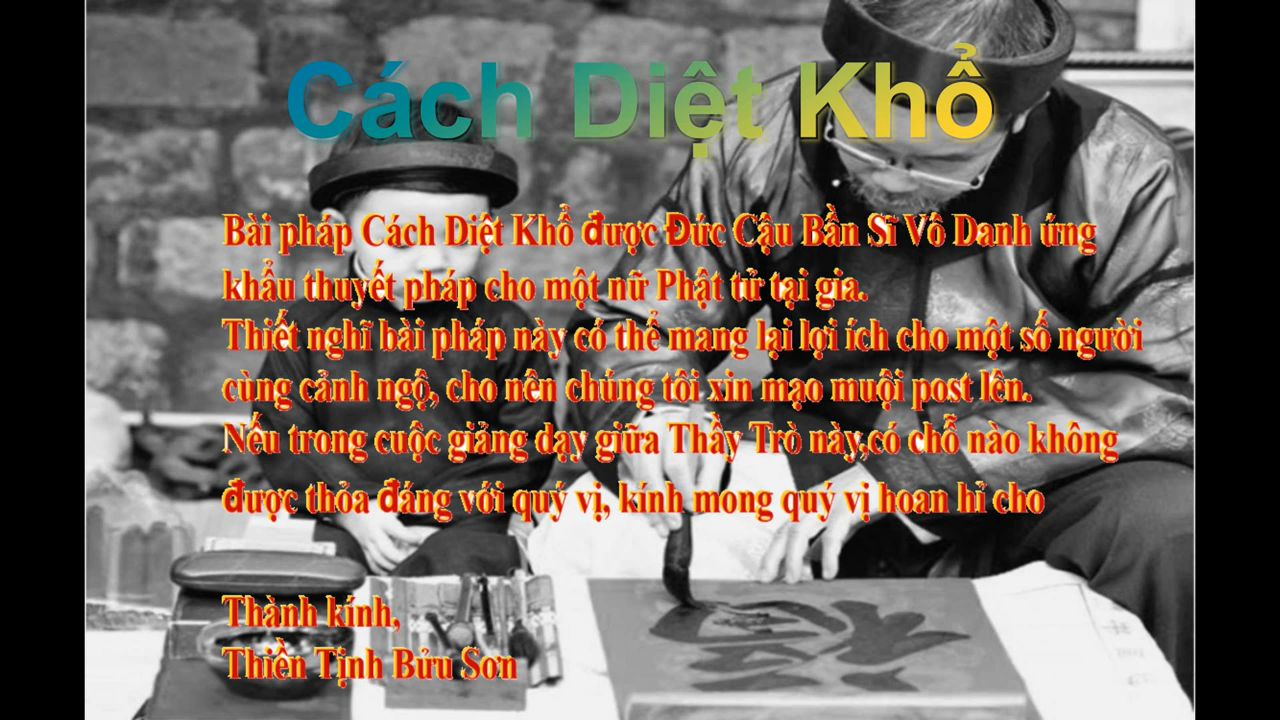 Cách Diệt Khổ
Bài pháp Cách Diệt Khổ được Đức Cậu Bần Sĩ Vô Danh ứng
khẩu thuyết pháp cho một nữ Phật tử tại gia.
Thiết nghĩ bài pháp này có thể mang lại lợi ích cho một số người
cùng cảnh ngộ, cho nên chúng tôi xin mạo muội post lên.
Nếu trong cuộc giảng dạy giữa Thầy Trò này,có chỗ nào không
được thỏa đáng với quý vị, kính mong quý vị hoan hỉ cho
Thành kính,
Thiền Tịnh Bửu Sơn